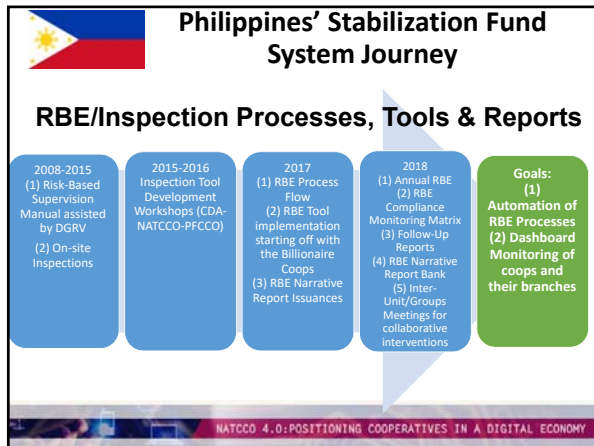 Philippines' Stabilization Fund
System Journey
RBE/Inspection Processes, Tools & Reports
2008-2015
(1) Risk-Based
Supervision
Manual assisted
by DGRV
(2) On-site
Inspections
2015-2016
Inspection Tool
Development
Workshops (CDA-
NATCCO-PFCCO)
2017
(1) RBE Process
Flow
(2) RBE Tool
implementation
starting off with
the Billionaire
Coops
(3) RBE Narrative
Report Issuances
2018
(1) Annual RBE
(2) RBE
Compliance
Monitoring Matrix
(3) Follow-Up
Reports
(4) RBE Narrative
Report Bank
(5) Inter-
Unit/Groups
Meetings for
collaborative
interventions
Goals:
(1)
Automation of
RBE Processes
(2) Dashboard
Monitoring of
coops and
their branches
NATCCO 4.0:POSITIONING COOPERATIVES IN A DIGITAL ECONOMY